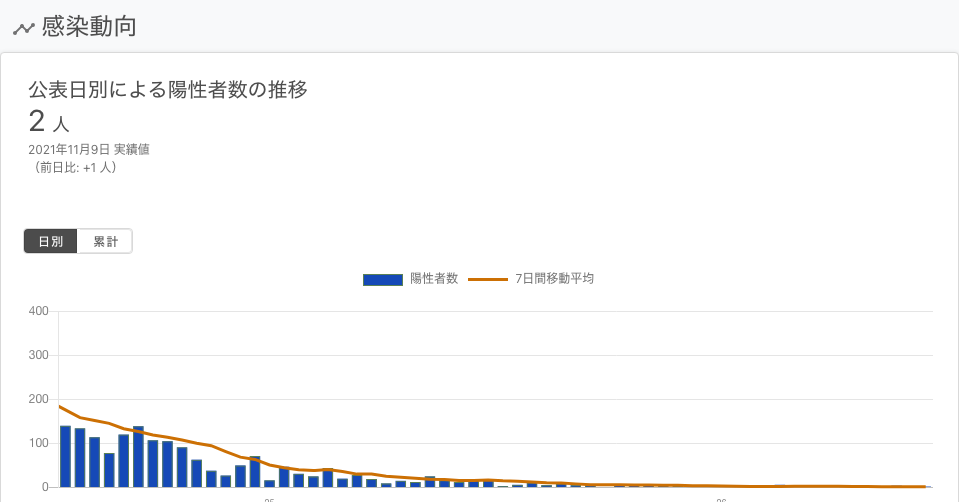 感染動向
公表日別による陽性者数の推移
2 人
2021年11月9日 実績値
（前日比: +1 人）
日別 累計
陽性者数 7日間移動平均
400
300
200
100
0